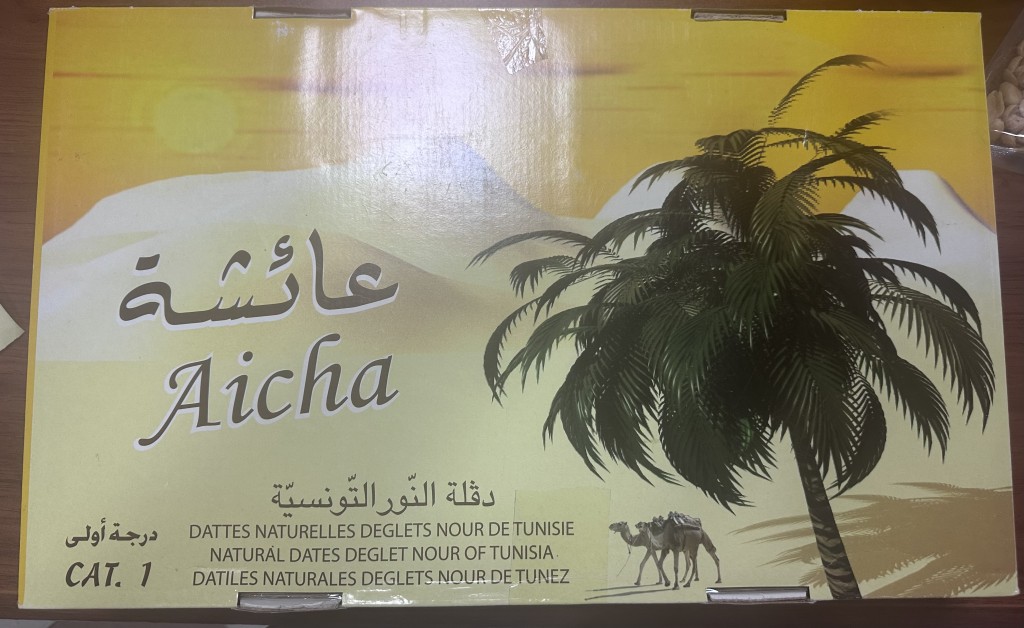 عائشة
Aicha
دڤلة النّور التّونسيّة
DATTES NATURELLES DEGLETS NOUR DE TUNISIE
NATURAL DATES DEGLET NOUR OF TUNISIA
DATILES NATURALES DEGLETS NOUR DE TUNEZ
درجة أولى
CAT. 1